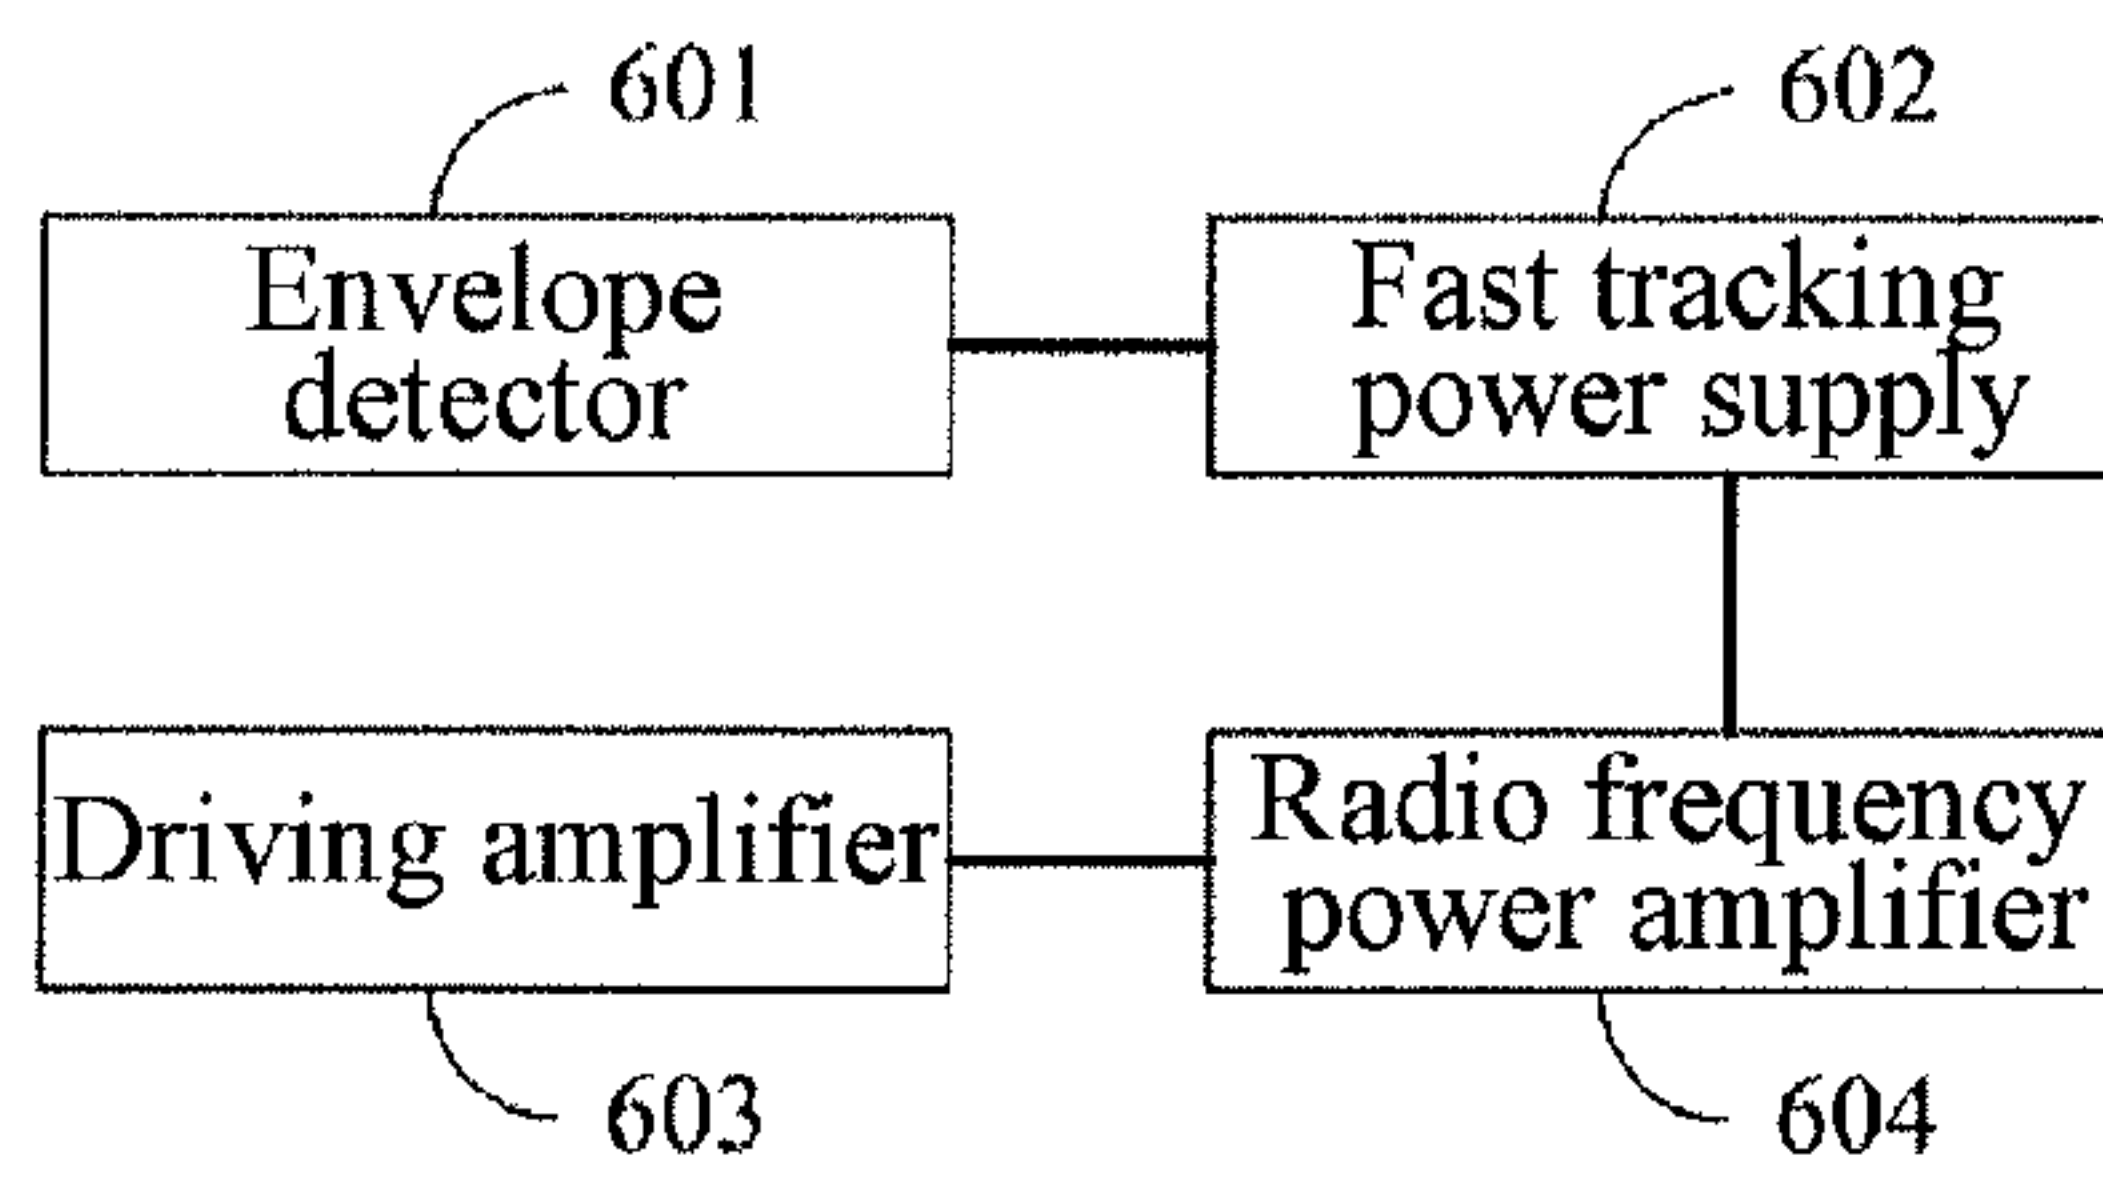 601
602
Envelope
detector
Fast tracking
power supply
Driving amplifier
Radio frequency
power amplifier
603
604